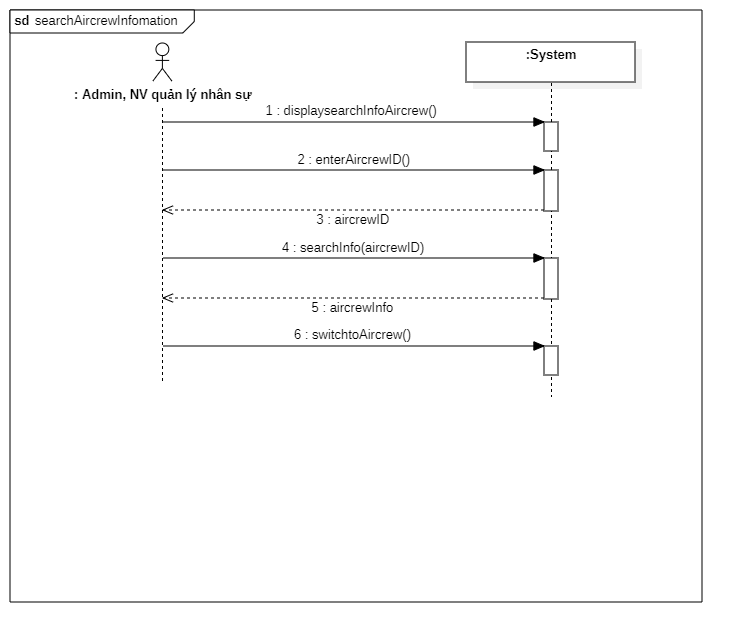 sd searchAircrewInfomation
:System
: Admin, NV quản lý nhân sự
1 : displaysearchInfoAircrew()
2 : enterAircrewID()
3 : aircrewID
4 : searchInfo(aircrewID)
5 : aircrewInfo
6 : switchtoAircrew()